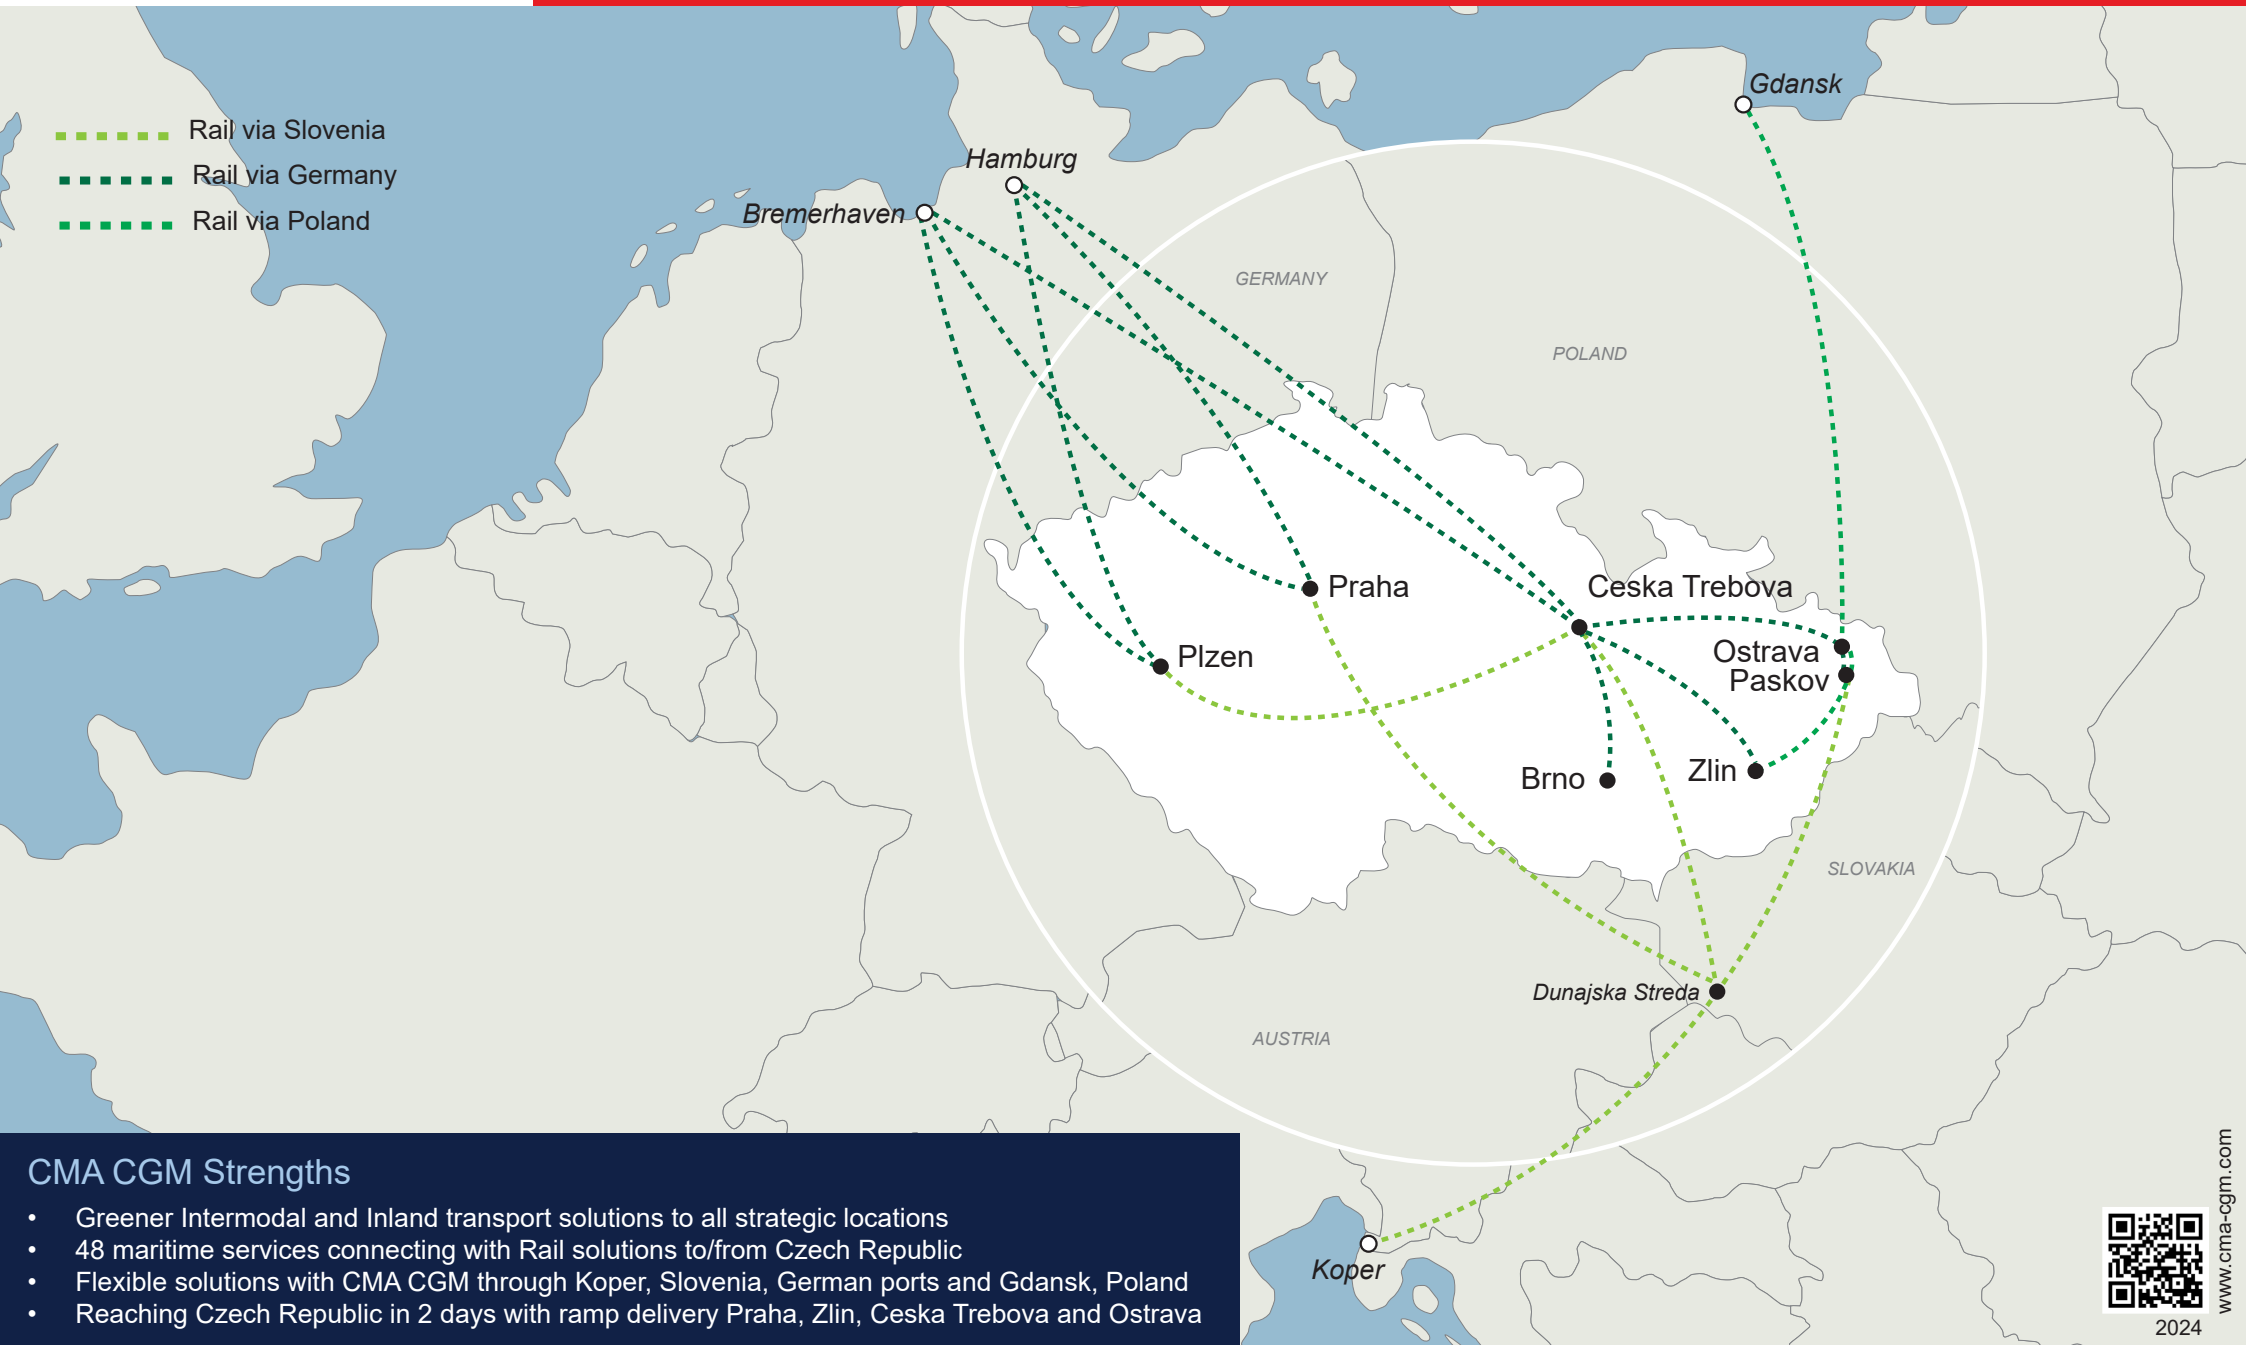 Gdansk
Rail via Slovenia
Hamburg
Rail via Germany
Bremerhaven
Rail via Poland
GERMANY
POLAND
Praha
Ceska Trebova
Ostrava
Plzen
Paskov
Zlin
Brno
SLOVAKIA
Dunajska Streda
AUSTRIA
Koper
CMA CGM Strengths
• Greener Intermodal and Inland transport solutions to all strategic locations
• 48 maritime services connecting with Rail solutions to/from Czech Republic
• Flexible solutions with CMA CGM through Koper, Slovenia, German ports and Gdansk, Poland
• Reaching Czech Republic in 2 days with ramp delivery Praha, Zlin, Ceska Trebova and Ostrava
www.cma-cgm.com
2024